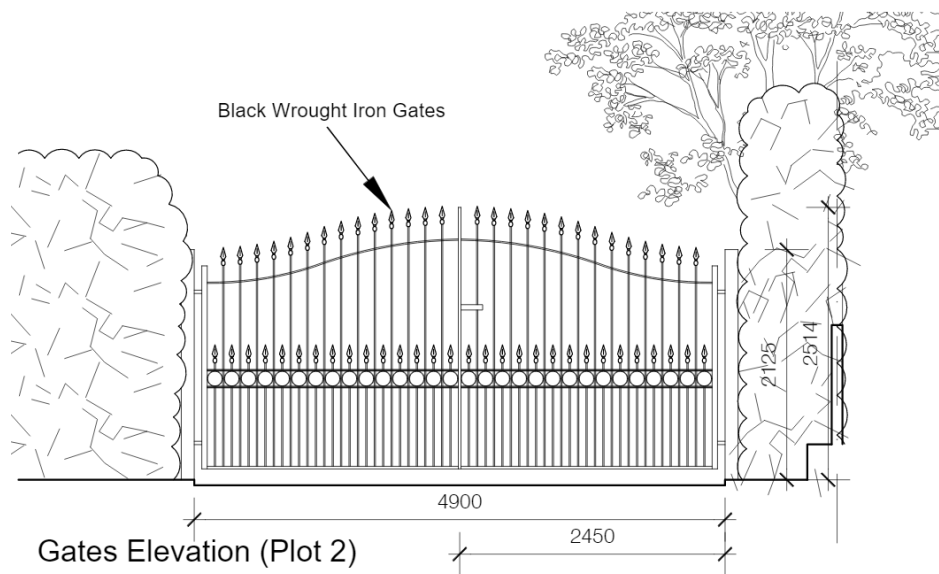 Black Wrought Iron Gates
2125
2514
4900
2450
Gates Elevation (Plot 2)